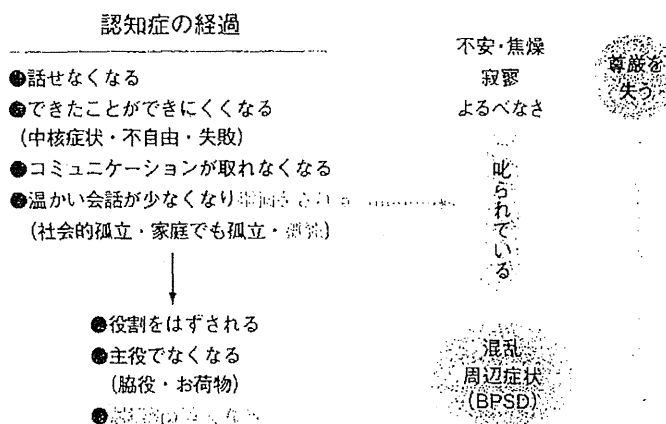 認知症の経過
●話せなくなる
●できたことができにくくなる
(中核症状・不自由・失敗)
●コミュニケーションが取れなくなる
●温かい会話が少なくなり
(社会的孤立・家庭でも孤立・
●役割をはずされる
●主役でなくなる
(脇役・お荷物)
不安・焦燥
寂寥
よるべなさ
叱られている
混乱
周辺症状
(BPSD)
尊厳を
失う